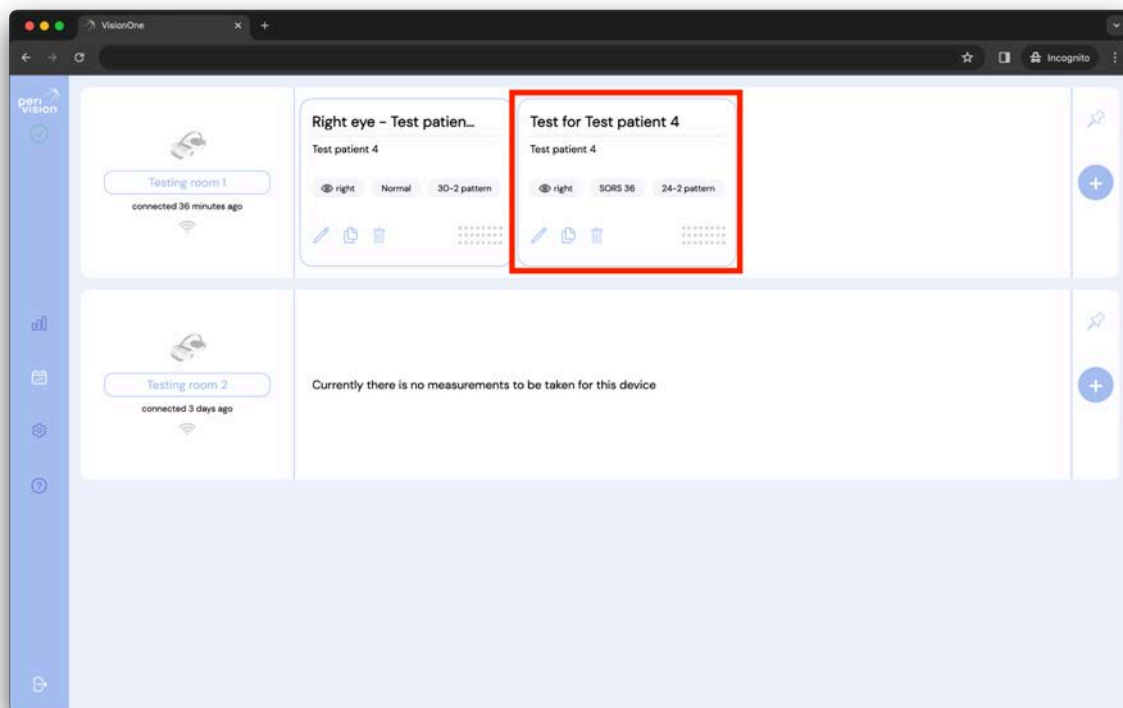 VisionOne
Incognito
peri
vision
Testing room 1
connected 36 minutes ago
Right eye - Test patien...
Test patient 4
right Normal 30-2 pattern
Test for Test patient 4
Test patient 4
right SORS 36 24-2 pattern
Testing room 2
connected 3 days ago
Currently there is no measurements to be taken for this device